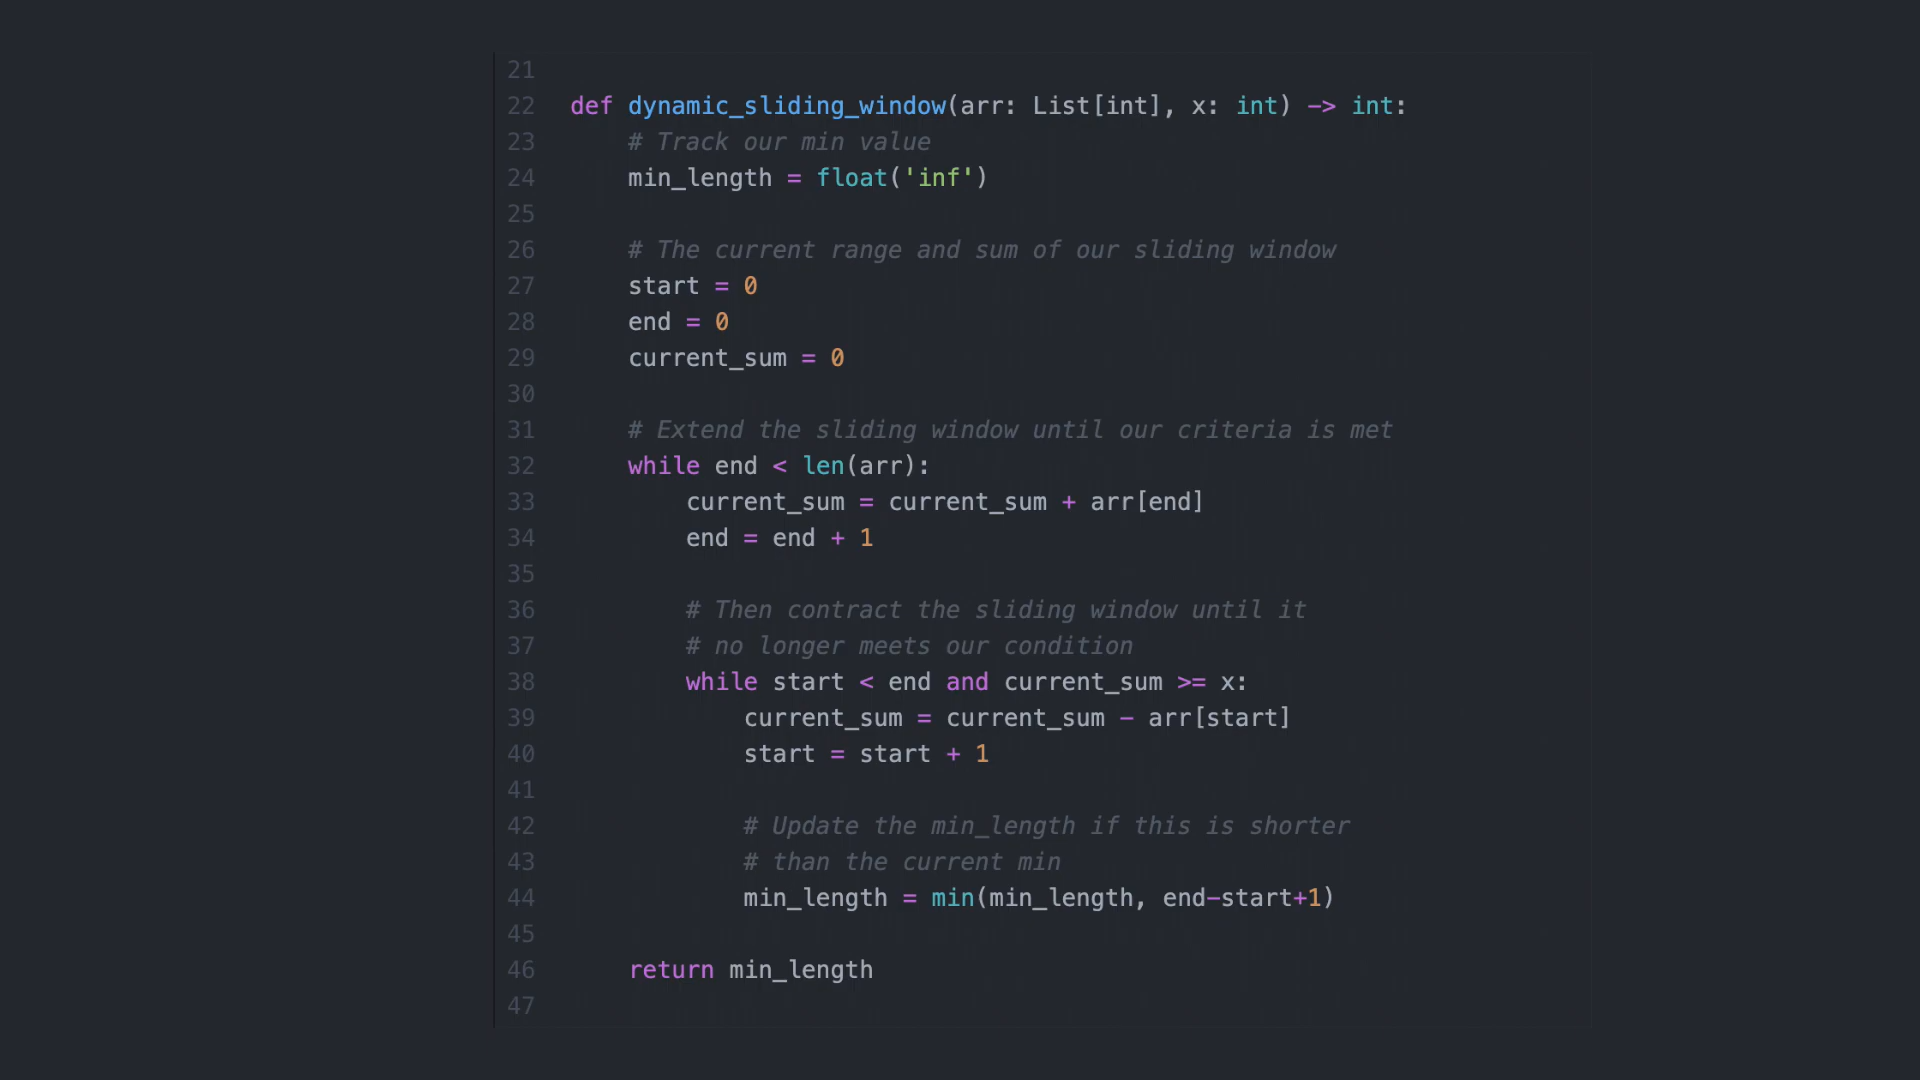 21
22 def dynamic_sliding_window(arr: List[int], x: int) -> int:
23     # Track our min value
24     min_length = float('inf')
25
26     # The current range and sum of our sliding window
27     start = 0
28     end = 0
29     current_sum = 0
30
31     # Extend the sliding window until our criteria is met
32     while end < len(arr):
33         current_sum = current_sum + arr[end]
34         end = end + 1
35
36         # Then contract the sliding window until it
37         # no longer meets our condition
38         while start < end and current_sum >= x:
39             current_sum = current_sum - arr[start]
40             start = start + 1
41
42             # Update the min_length if this is shorter
43             # than the current min
44             min_length = min(min_length, end-start+1)
45
46     return min_length
47